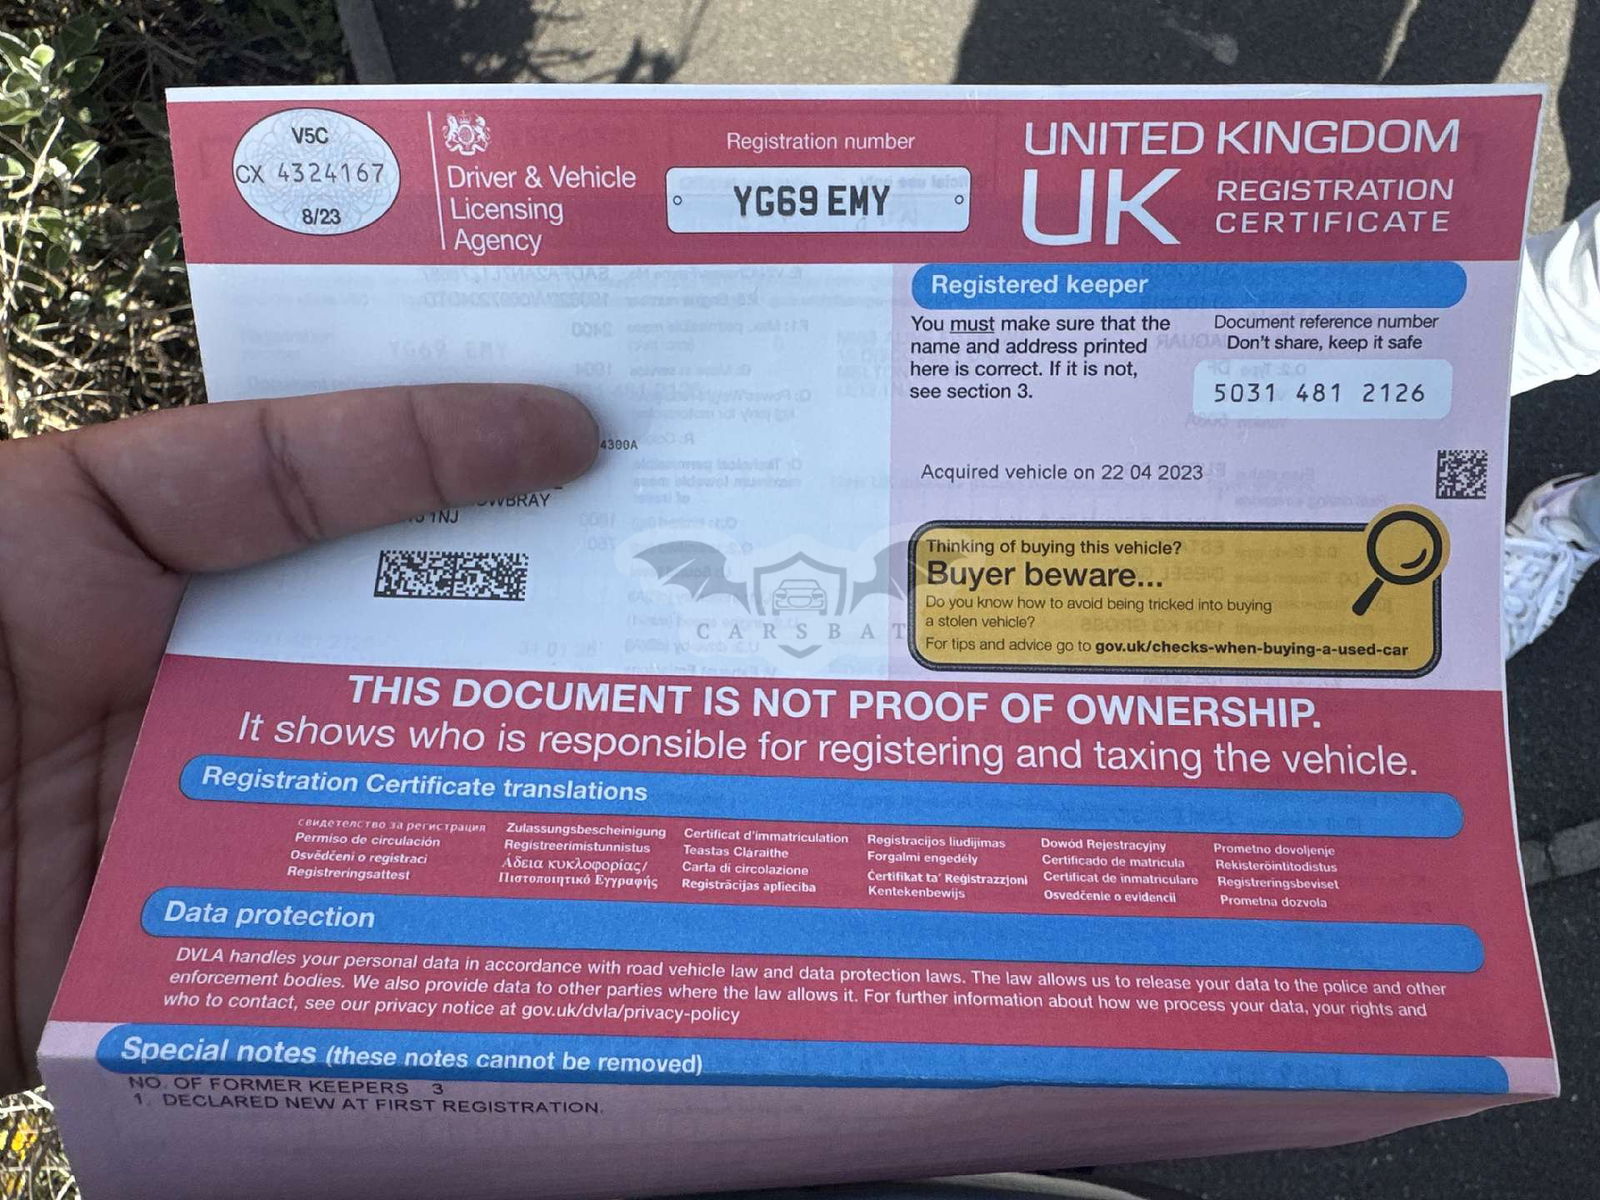 V5C
CX 4324167
8/23
Driver & Vehicle
Licensing
Agency
Registration number
YG69 EMY
UNITED KINGDOM
UK
REGISTRATION
CERTIFICATE
4300A
WBRAY
1NJ
Registered keeper
You must make sure that the
name and address printed
here is correct. If it is not,
see section 3.
Document reference number
Don't share, keep it safe
5031 481 2126
Acquired vehicle on 22 04 2023
Thinking of buying this vehicle?
Buyer beware...
Do you know how to avoid being tricked into buying
a stolen vehicle?
For tips and advice go to gov.uk/checks-when-buying-a-used-car
CARSBAT
THIS DOCUMENT IS NOT PROOF OF OWNERSHIP.
It shows who is responsible for registering and taxing the vehicle.
Registration Certificate translations
свидетелство за регистрация
Permiso de circulación
Osvědčení o registraci
Registreringsattest
Zulassungsbescheinigung
Registreerimistunnistus
Άδεια κυκλοφορίας/
Πιστοποιητικό Εγγραφής
Certificat d'immatriculation
Teastas Cláraithe
Carta di circolazione
Reģistrācijas apliecība
Registracijos liudijimas
Forgalmi engedély
Ċertifikat ta' Reġistrazzjoni
Kentekenbewijs
Dowód Rejestracyjny
Certificado de matricula
Certificat de inmatriculare
Osvedčenie o evidencii
Prometno dovoljenje
Rekisteröintitodistus
Registreringsbeviset
Prometna dozvola
Data protection
DVLA handles your personal data in accordance with road vehicle law and data protection laws. The law allows us to release your data to the police and other
enforcement bodies. We also provide data to other parties where the law allows it. For further information about how we process your data, your rights and
who to contact, see our privacy notice at gov.uk/dvla/privacy-policy
Special notes (these notes cannot be removed)
NO. OF FORMER KEEPERS 3
1. DECLARED NEW AT FIRST REGISTRATION.